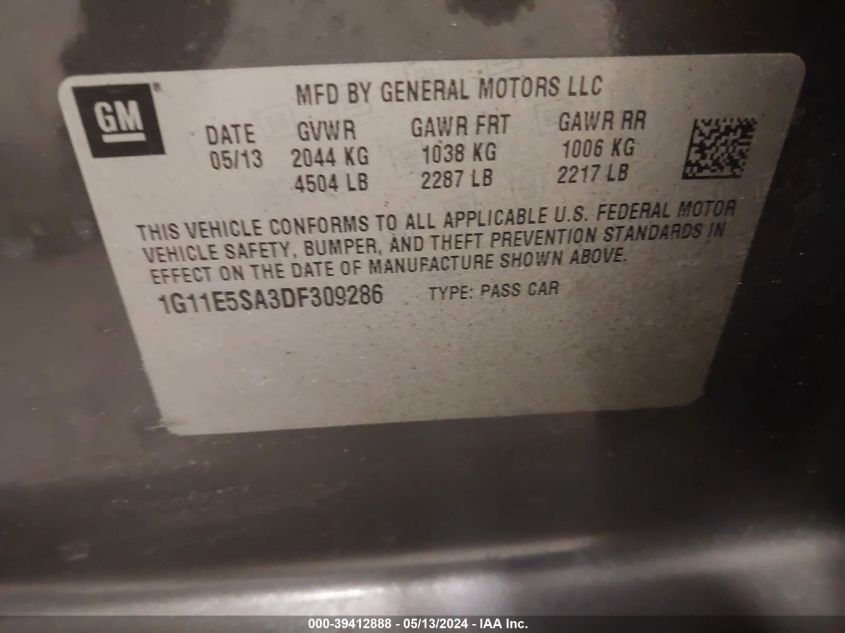 GM
MFD BY GENERAL MOTORS LLC
DATE GVWR GAWR FRT GAWR RR
05/13 2044 KG 1038 KG 1006 KG
4504 LB 2287 LB 2217 LB
THIS VEHICLE CONFORMS TO ALL APPLICABLE U.S. FEDERAL MOTOR
VEHICLE SAFETY, BUMPER, AND THEFT PREVENTION STANDARDS IN
EFFECT ON THE DATE OF MANUFACTURE SHOWN ABOVE.
1G11E5SA3DF309286 TYPE: PASS CAR
000-39412888 - 05/13/2024 - IAA Inc.